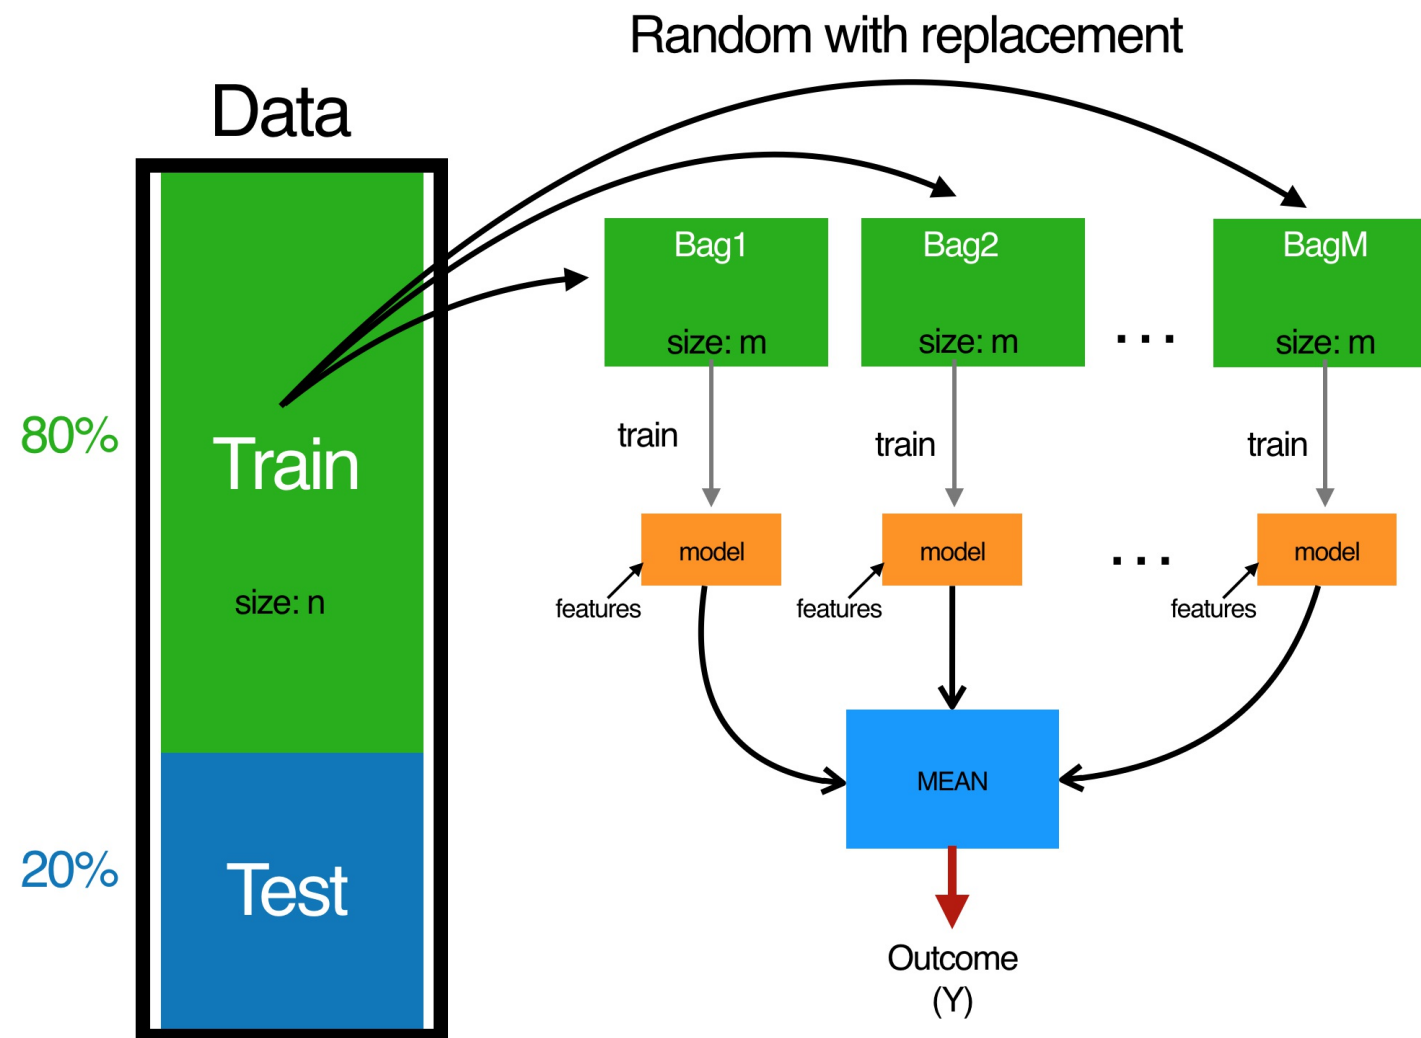 Random with replacement
Data
80%
Train
size: n
20%
Test
Bag1
size: m
Bag2
size: m
...
BagM
size: m
train
train
train
model
features
model
features
...
model
features
MEAN
Outcome
(Y)